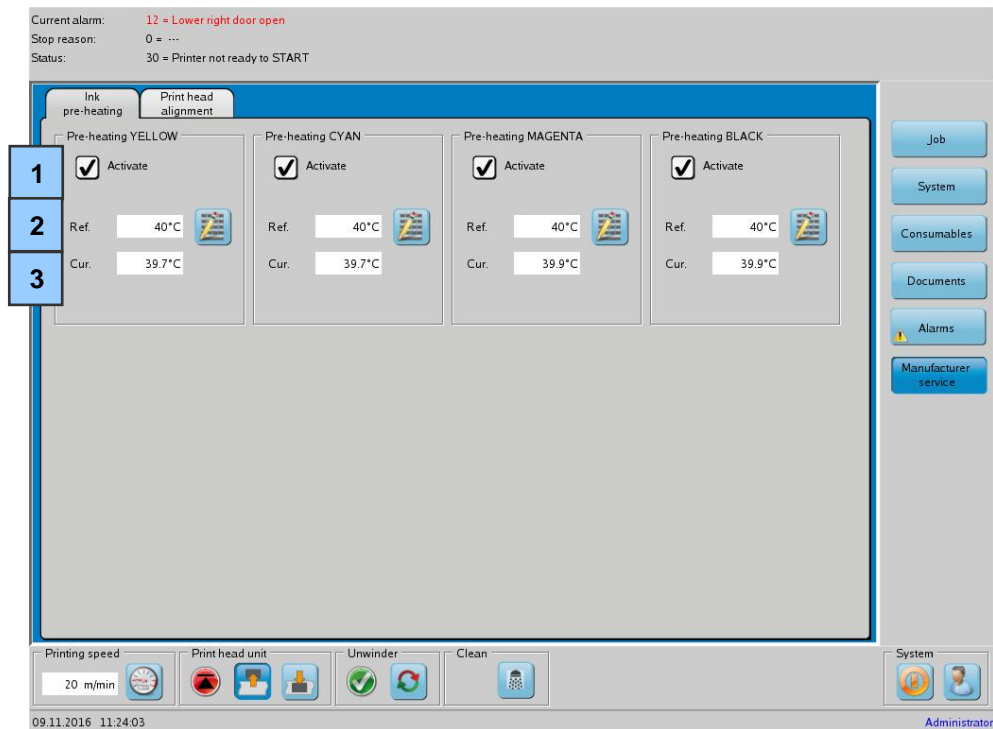 Current alarm: 12 = Lower right door open
Stop reason: 0 = ---
Status: 30 = Printer not ready to START
Ink pre-heating
Print head alignment
Pre-heating YELLOW
Pre-heating CYAN
Pre-heating MAGENTA
Pre-heating BLACK
1
Activate
Activate
Activate
Activate
2
Ref. 40°C
Ref. 40°C
Ref. 40°C
Ref. 40°C
3
Cur. 39.7°C
Cur. 39.7°C
Cur. 39.9°C
Cur. 39.9°C
Job
System
Consumables
Documents
Alarms
Manufacturer
service
Printing speed
Print head unit
Unwinder
Clean
System
20 m/min
09.11.2016 11:24:03
Administrator